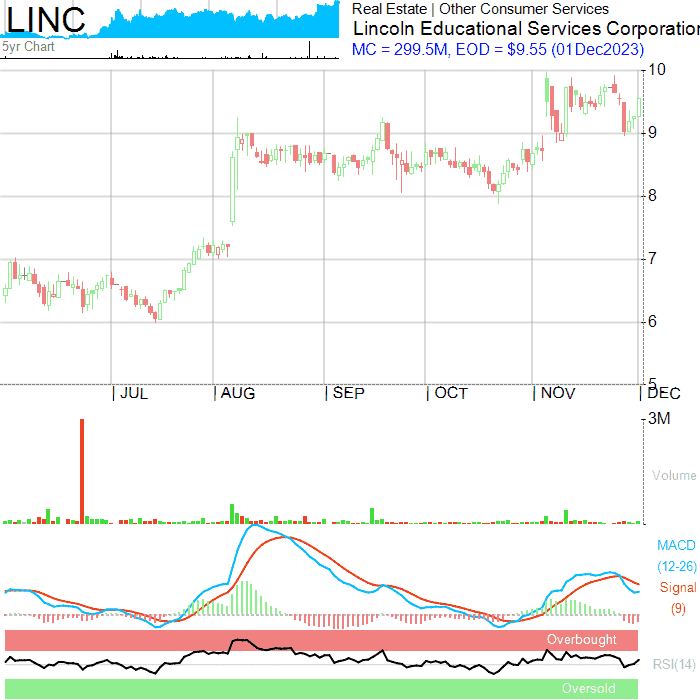 LINC
5yr Chart
Real Estate | Other Consumer Services
Lincoln Educational Services Corporation
MC = 299.5M, EOD = $9.55 (01Dec2023)
10
9
8
7
6
5
JUL
AUG
SEP
OCT
NOV
DEC
3M
Volume
MACD
(12-26)
Signal
(9)
Overbought
RSI(14)
Oversold